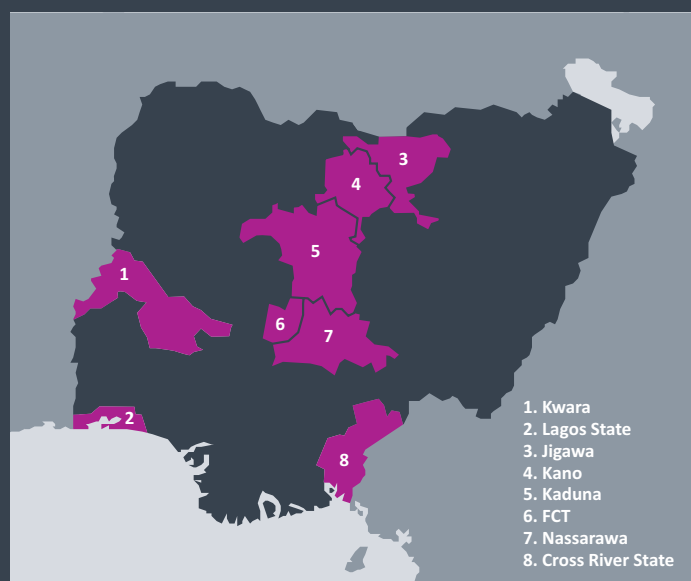 3
4
5
1
6
7
2
8
1. Kwara
2. Lagos State
3. Jigawa
4. Kano
5. Kaduna
6. FCT
7. Nassarawa
8. Cross River State